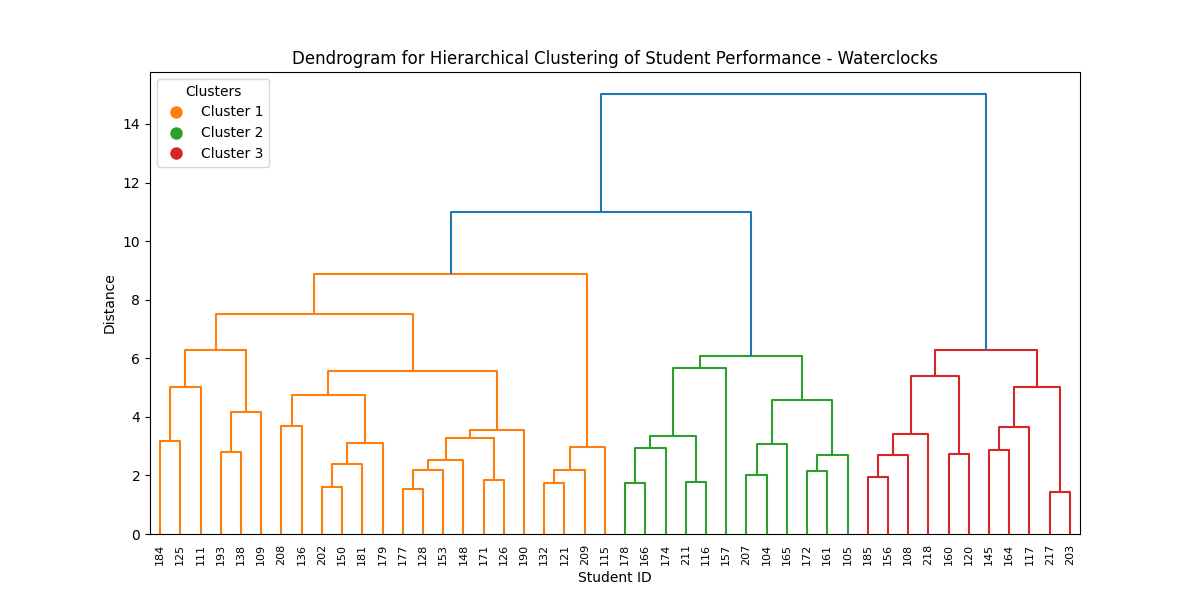 Dendrogram for Hierarchical Clustering of Student Performance - Waterclocks
Clusters
Cluster 1
Cluster 2
Cluster 3
14
12
10
8
6
4
2
0
Distance
184 125 111 193 138 109 208 136 202 150 181 179 177 128 153 148 171 126 190 132 121 209 115 178 166 174 211 116 157 207 104 165 172 161 105 185 156 108 218 160 120 145 164 117 217 203
Student ID